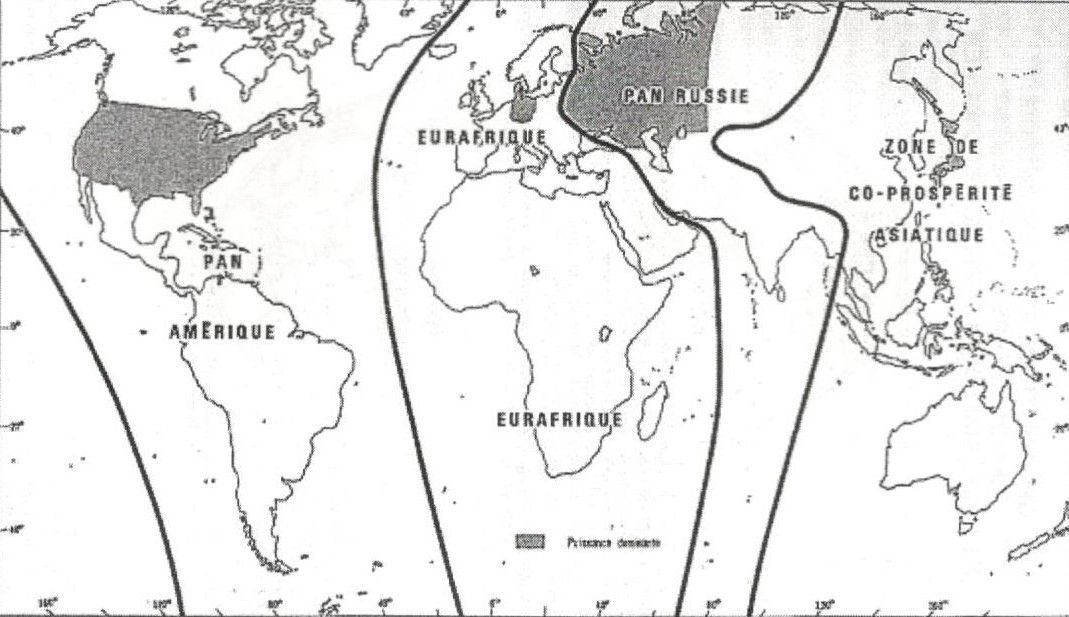 PAN RUSSIE
EURAFRIQUE
ZONE DE
CO-PROSPÉRITÉ
ASIATIQUE
PAN
AMÉRIQUE
EURAFRIQUE
Puissance dominante